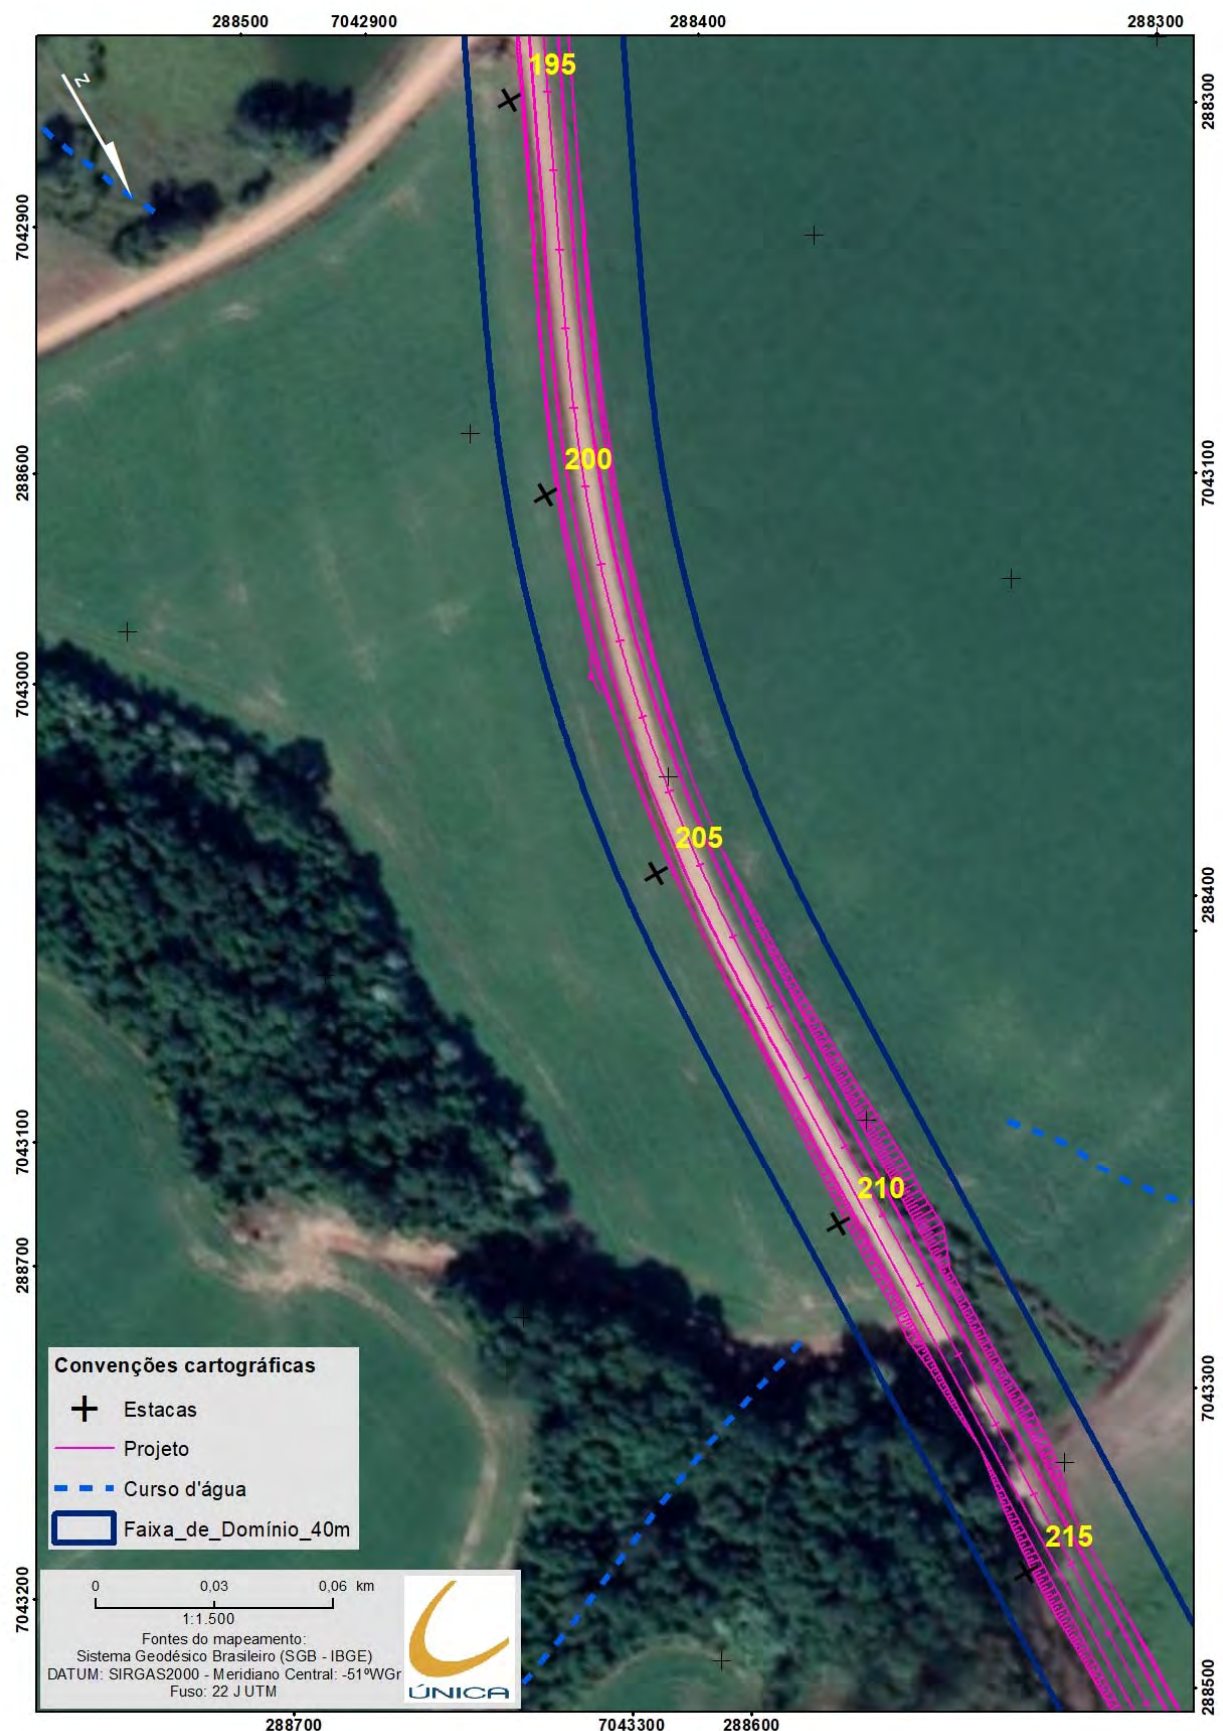 288500
7042900
288400
288300
195
N
288300
7042900
200
288600
7043100
7043000
205
288400
7043100
210
288700
Convenções cartográficas
Estacas
Projeto
Curso d'água
Faixa_de_Domínio_40m
7043300
215
0 0,03 0,06 km
1:1.500
Fontes do mapeamento:
Sistema Geodésico Brasileiro (SGB - IBGE)
DATUM: SIRGAS2000 - Meridiano Central: -51ºWGr
Fuso: 22 J UTM
ÚNICA
7043200
288500
288700
7043300
288600